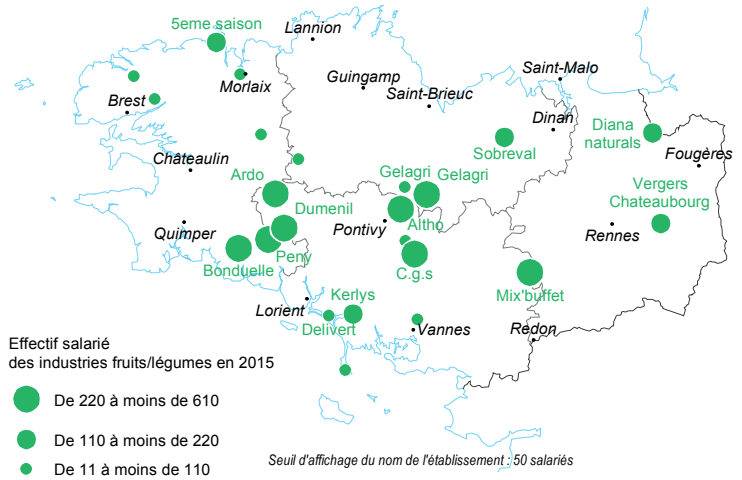 5eme saison
Lannion
Saint-Malo
Guingamp
Morlaix
Saint-Brieuc
Brest
Dinan
Diana
naturals
Sobreval
Fougères
Châteaulin
Gelagri
Gelagri
Ardo
Vergers
Chateaubourg
Dumenil
Altho
Pontivy
Quimper
Rennes
Peny
Bonduelle
C.g.s
Mix'buffet
Kerlys
Lorient
Delivert
Vannes
Redon
Effectif salarié
des industries fruits/légumes en 2015
De 220 à moins de 610
De 110 à moins de 220
De 11 à moins de 110
Seuil d'affichage du nom de l'établissement : 50 salariés